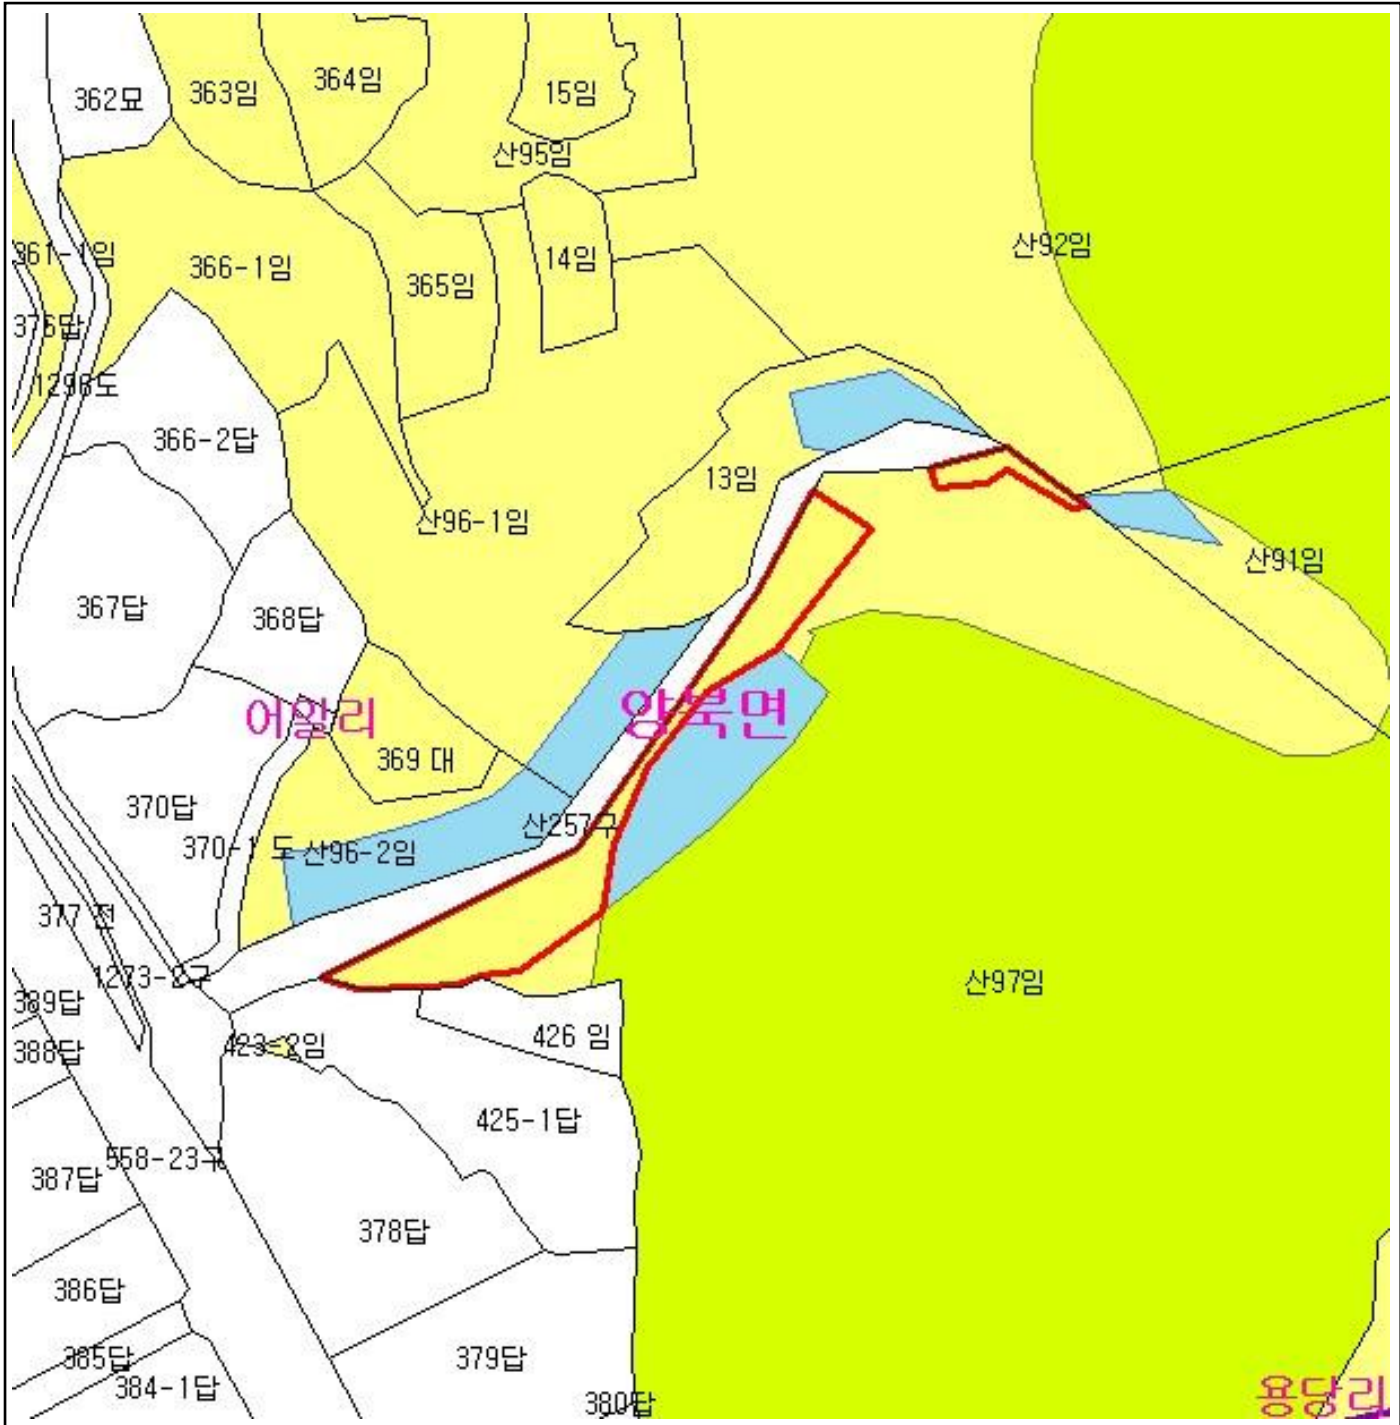 362묘
363임
364임
15임
산95임
361-1임
366-1임
365임
14임
산92임
376답
1298도
366-2답
13임
산96-1임
산91임
367답
368답
어일리
양북면
369 대
370답
산257구
370-1 도
산96-2임
377 전
1273-2구
389답
산97임
388답
423-2임
426 임
425-1답
558-23구
387답
378답
386답
385답
379답
384-1답
380답
용당리